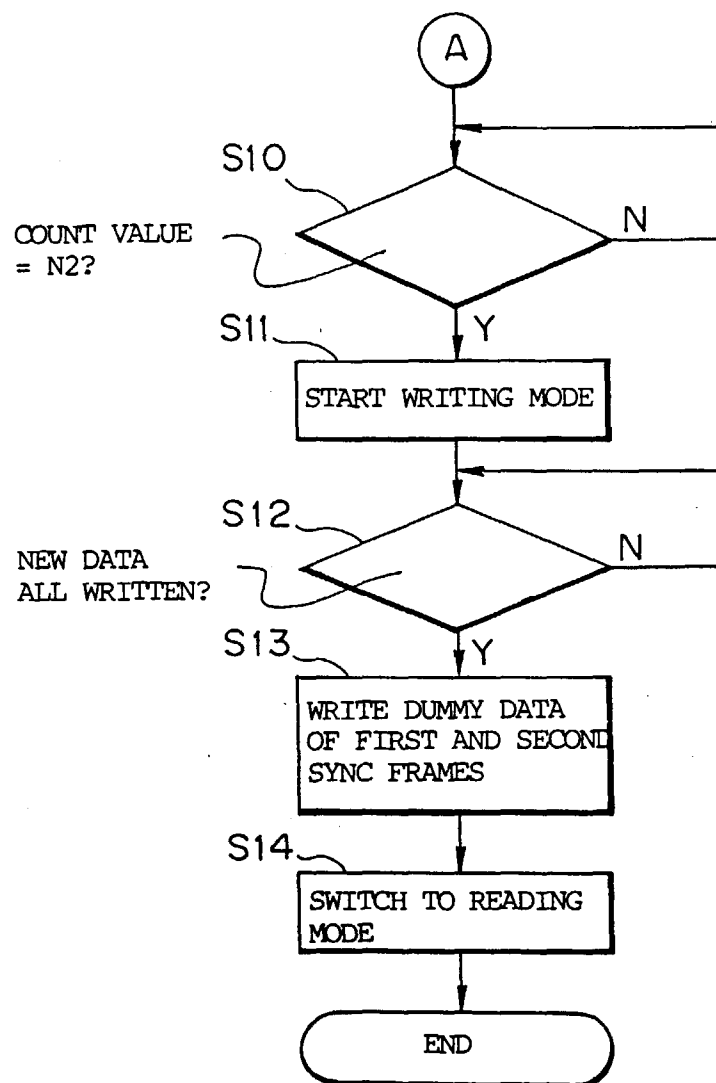 A
S10
COUNT VALUE
= N2?
N
Y
S11
START WRITING MODE
S12
NEW DATA
ALL WRITTEN?
N
Y
S13
WRITE DUMMY DATA
OF FIRST AND SECOND
SYNC FRAMES
S14
SWITCH TO READING
MODE
END